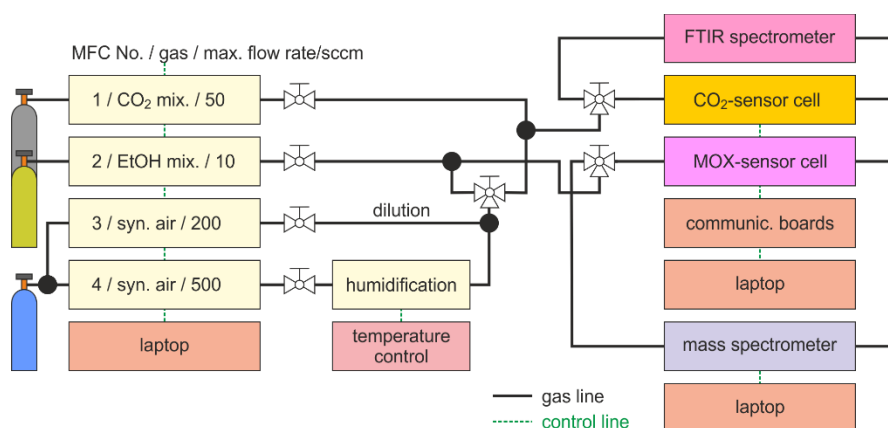 FTIR spectrometer
MFC No. / gas / max. flow rate/sccm
1 / CO₂ mix. / 50
CO₂-sensor cell
2 / EtOH mix. / 10
MOX-sensor cell
3 / syn. air / 200
dilution
communic. boards
4 / syn. air / 500
humidification
laptop
laptop
temperature
control
mass spectrometer
gas line
control line
laptop